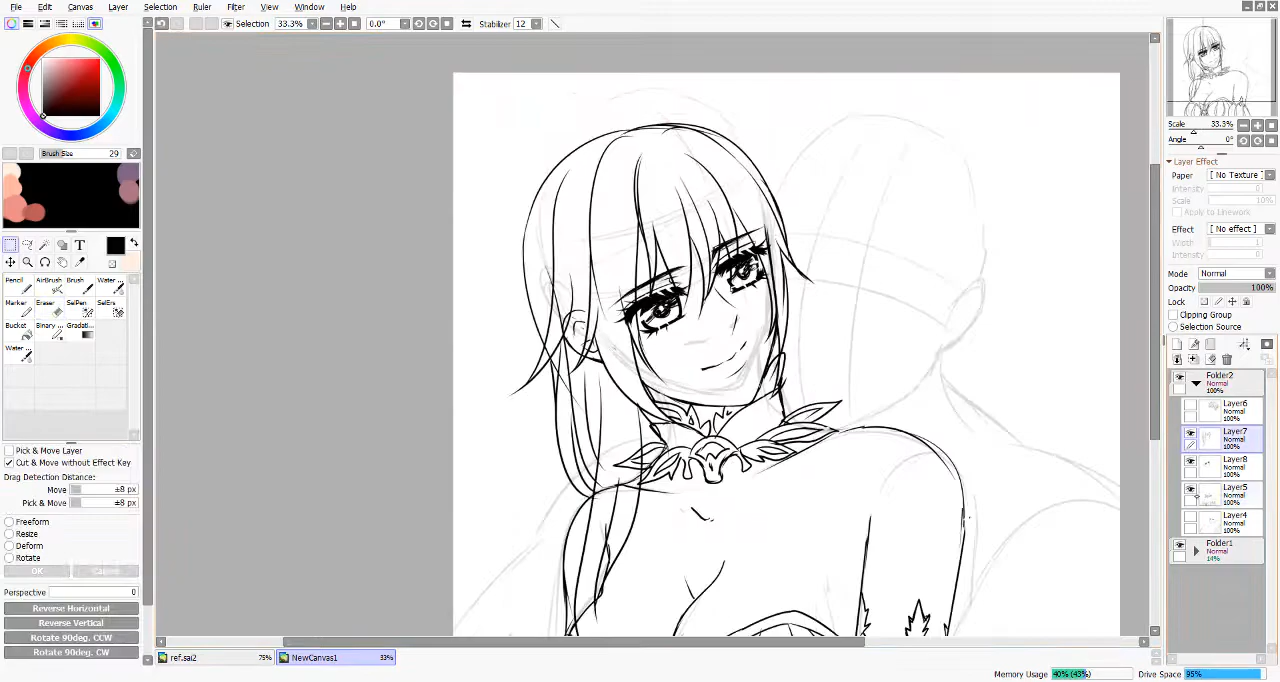 File Edit Canvas Layer Selection Ruler Filter View Window Help
Selection 33.3% 0.0° Stabilizer 12
Brush Size 29
T
Pencil AirBrush Brush Water ...
Marker Eraser SelPen SelErs
Bucket Binary ... Gradati...
Water ...
Pick & Move Layer
Cut & Move without Effect Key
Drag Detection Distance:
Move ±8 px
Pick & Move ±8 px
Freeform
Resize
Deform
Rotate
OK Cancel
Perspective 0
Reverse Horizontal
Reverse Vertical
Rotate 90deg. CCW
Rotate 90deg. CW
ref.sai2 75% NewCanvas1 33%
Scale 33.3%
Angle 0°
Layer Effect
Paper [ No Texture ]
Intensity 0
Scale 10%
Apply to Linework
Effect [ No effect ]
Width 1
Intensity 0
Mode Normal
Opacity 100%
Lock
Clipping Group
Selection Source
Folder2
Normal
100%
Layer6
Normal
100%
Layer7
Normal
100%
Layer8
Normal
100%
Layer5
Normal
100%
Layer4
Normal
100%
Folder1
Normal
14%
Memory Usage 40% (43%) Drive Space 95%